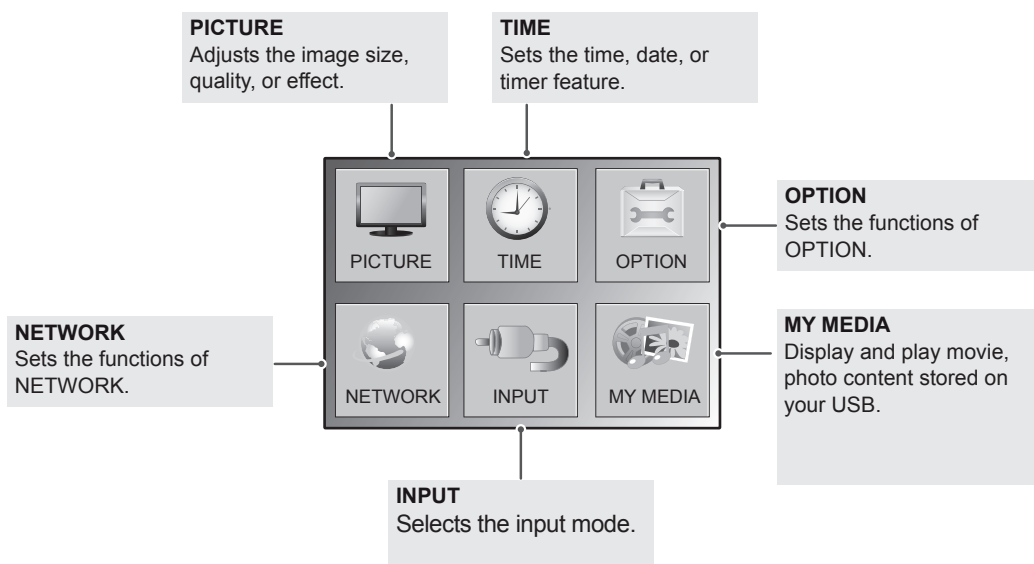 PICTURE
Adjusts the image size,
quality, or effect.
TIME
Sets the time, date, or
timer feature.
PICTURE
TIME
OPTION
OPTION
Sets the functions of
OPTION.
NETWORK
Sets the functions of
NETWORK.
NETWORK
INPUT
MY MEDIA
MY MEDIA
Display and play movie,
photo content stored on
your USB.
INPUT
Selects the input mode.